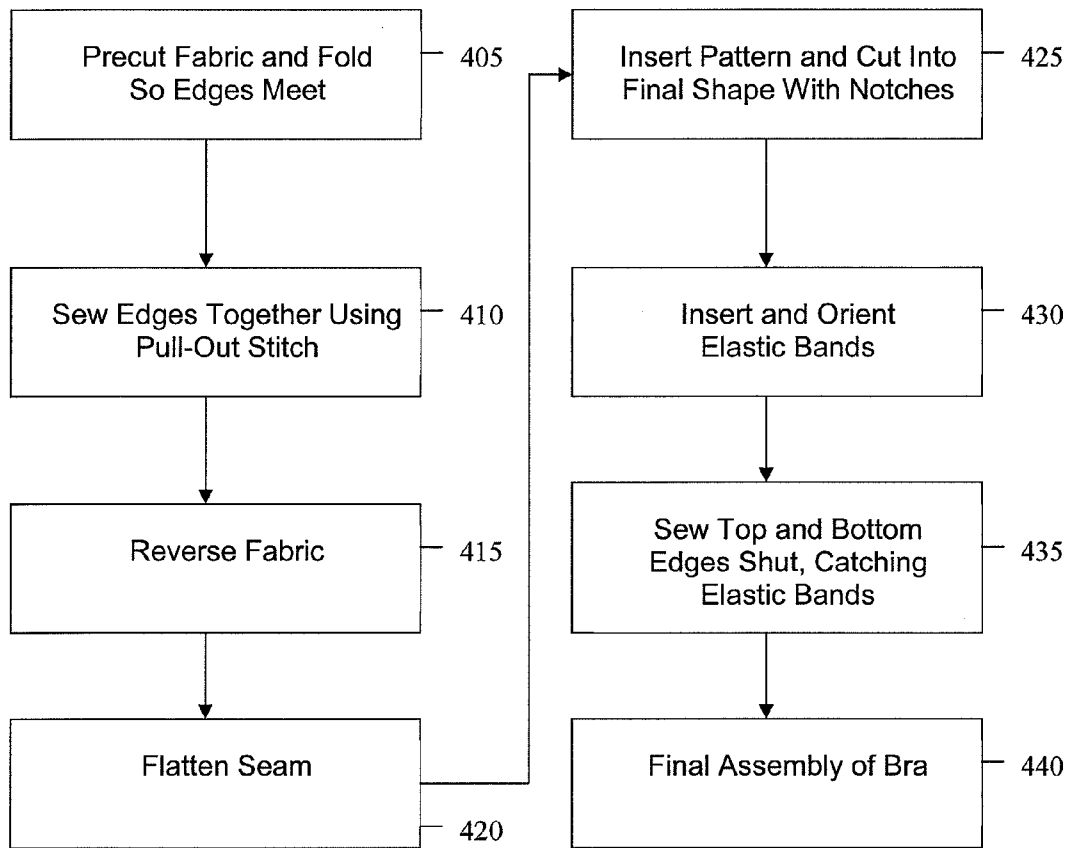 Precut Fabric and Fold
So Edges Meet
405
Sew Edges Together Using
Pull-Out Stitch
410
Reverse Fabric
415
Flatten Seam
420
Insert Pattern and Cut Into
Final Shape With Notches
425
Insert and Orient
Elastic Bands
430
Sew Top and Bottom
Edges Shut, Catching
Elastic Bands
435
Final Assembly of Bra
440